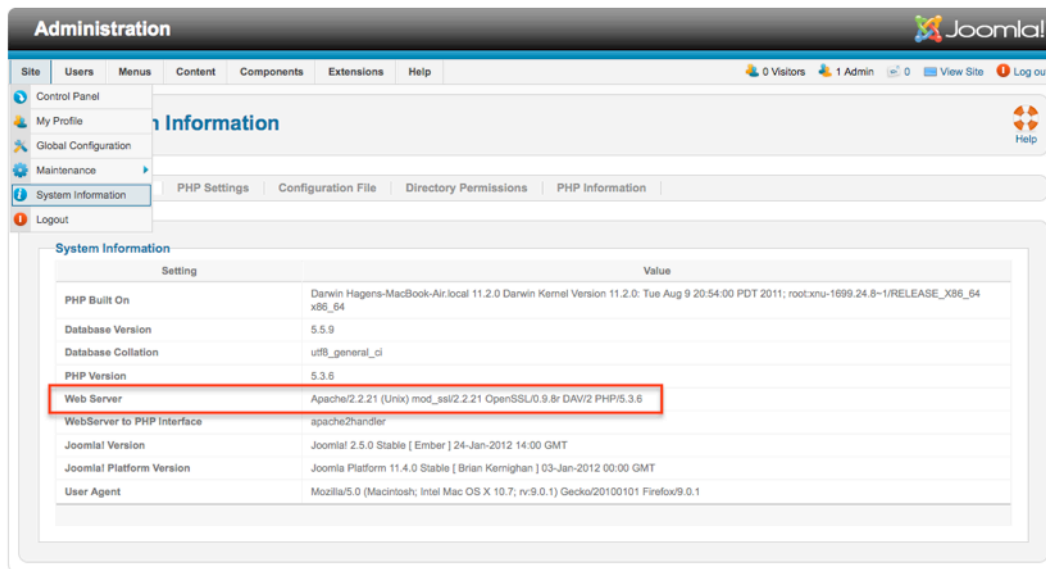 Administration
Joomla!
Site Users Menus Content Components Extensions Help 0 Visitors 1 Admin 0 View Site Log ou
Control Panel
My Profile
Information
Help
Global Configuration
Maintenance
System Information PHP Settings Configuration File Directory Permissions PHP Information
Logout
System Information
Setting Value
PHP Built On Darwin Hagens-MacBook-Air.local 11.2.0 Darwin Kernel Version 11.2.0: Tue Aug 9 20:54:00 PDT 2011; root:xnu-1699.24.8~1/RELEASE_X86_64
x86_64
Database Version 5.5.9
Database Collation utf8_general_ci
PHP Version 5.3.6
Web Server Apache/2.2.21 (Unix) mod_ssl/2.2.21 OpenSSL/0.9.8r DAV/2 PHP/5.3.6
WebServer to PHP Interface apache2handler
Joomla! Version Joomla! 2.5.0 Stable [ Ember ] 24-Jan-2012 14:00 GMT
Joomla! Platform Version Joomla Platform 11.4.0 Stable [ Brian Kernighan ] 03-Jan-2012 00:00 GMT
User Agent Mozilla/5.0 (Macintosh; Intel Mac OS X 10.7; rv:9.0.1) Gecko/20100101 Firefox/9.0.1